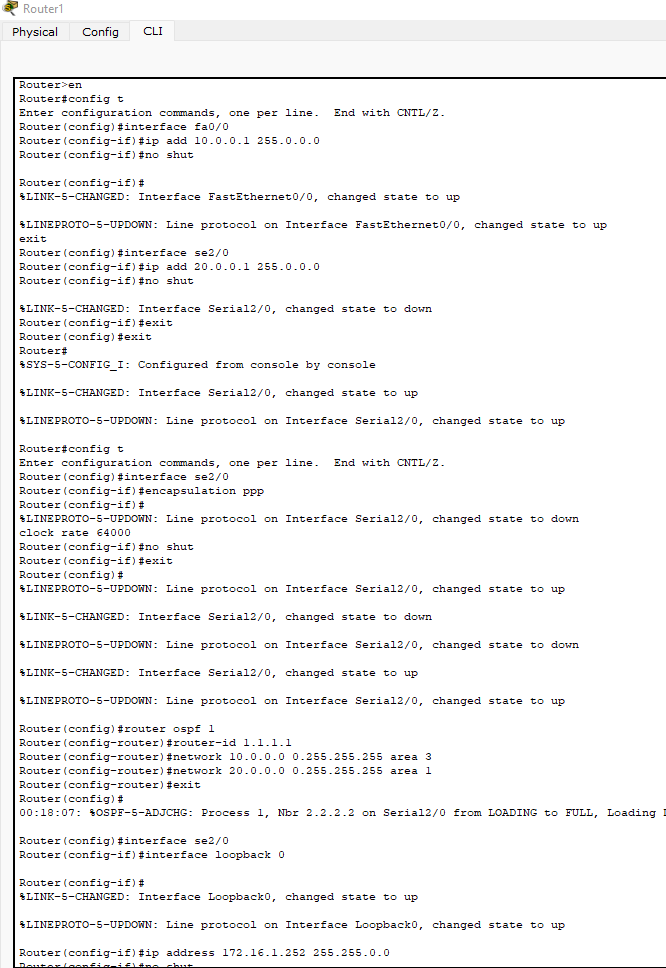 Router1
Physical Config CLI
Router>en
Router#config t
Enter configuration commands, one per line.  End with CNTL/Z.
Router(config)#interface fa0/0
Router(config-if)#ip add 10.0.0.1 255.0.0.0
Router(config-if)#no shut
Router(config-if)#
%LINK-5-CHANGED: Interface FastEthernet0/0, changed state to up
%LINEPROTO-5-UPDOWN: Line protocol on Interface FastEthernet0/0, changed state to up
exit
Router(config)#interface se2/0
Router(config-if)#ip add 20.0.0.1 255.0.0.0
Router(config-if)#no shut
%LINK-5-CHANGED: Interface Serial2/0, changed state to down
Router(config-if)#exit
Router(config)#exit
Router#
%SYS-5-CONFIG_I: Configured from console by console
%LINK-5-CHANGED: Interface Serial2/0, changed state to up
%LINEPROTO-5-UPDOWN: Line protocol on Interface Serial2/0, changed state to up
Router#config t
Enter configuration commands, one per line.  End with CNTL/Z.
Router(config)#interface se2/0
Router(config-if)#encapsulation ppp
Router(config-if)#
%LINEPROTO-5-UPDOWN: Line protocol on Interface Serial2/0, changed state to down
clock rate 64000
Router(config-if)#no shut
Router(config-if)#exit
Router(config)#
%LINEPROTO-5-UPDOWN: Line protocol on Interface Serial2/0, changed state to up
%LINK-5-CHANGED: Interface Serial2/0, changed state to down
%LINEPROTO-5-UPDOWN: Line protocol on Interface Serial2/0, changed state to down
%LINK-5-CHANGED: Interface Serial2/0, changed state to up
%LINEPROTO-5-UPDOWN: Line protocol on Interface Serial2/0, changed state to up
Router(config)#router ospf 1
Router(config-router)#router-id 1.1.1.1
Router(config-router)#network 10.0.0.0 0.255.255.255 area 3
Router(config-router)#network 20.0.0.0 0.255.255.255 area 1
Router(config-router)#exit
Router(config)#
00:18:07: %OSPF-5-ADJCHG: Process 1, Nbr 2.2.2.2 on Serial2/0 from LOADING to FULL, Loading
Router(config)#interface se2/0
Router(config-if)#interface loopback 0
Router(config-if)#
%LINK-5-CHANGED: Interface Loopback0, changed state to up
%LINEPROTO-5-UPDOWN: Line protocol on Interface Loopback0, changed state to up
Router(config-if)#ip address 172.16.1.252 255.255.0.0
Router(config-if)#no shut